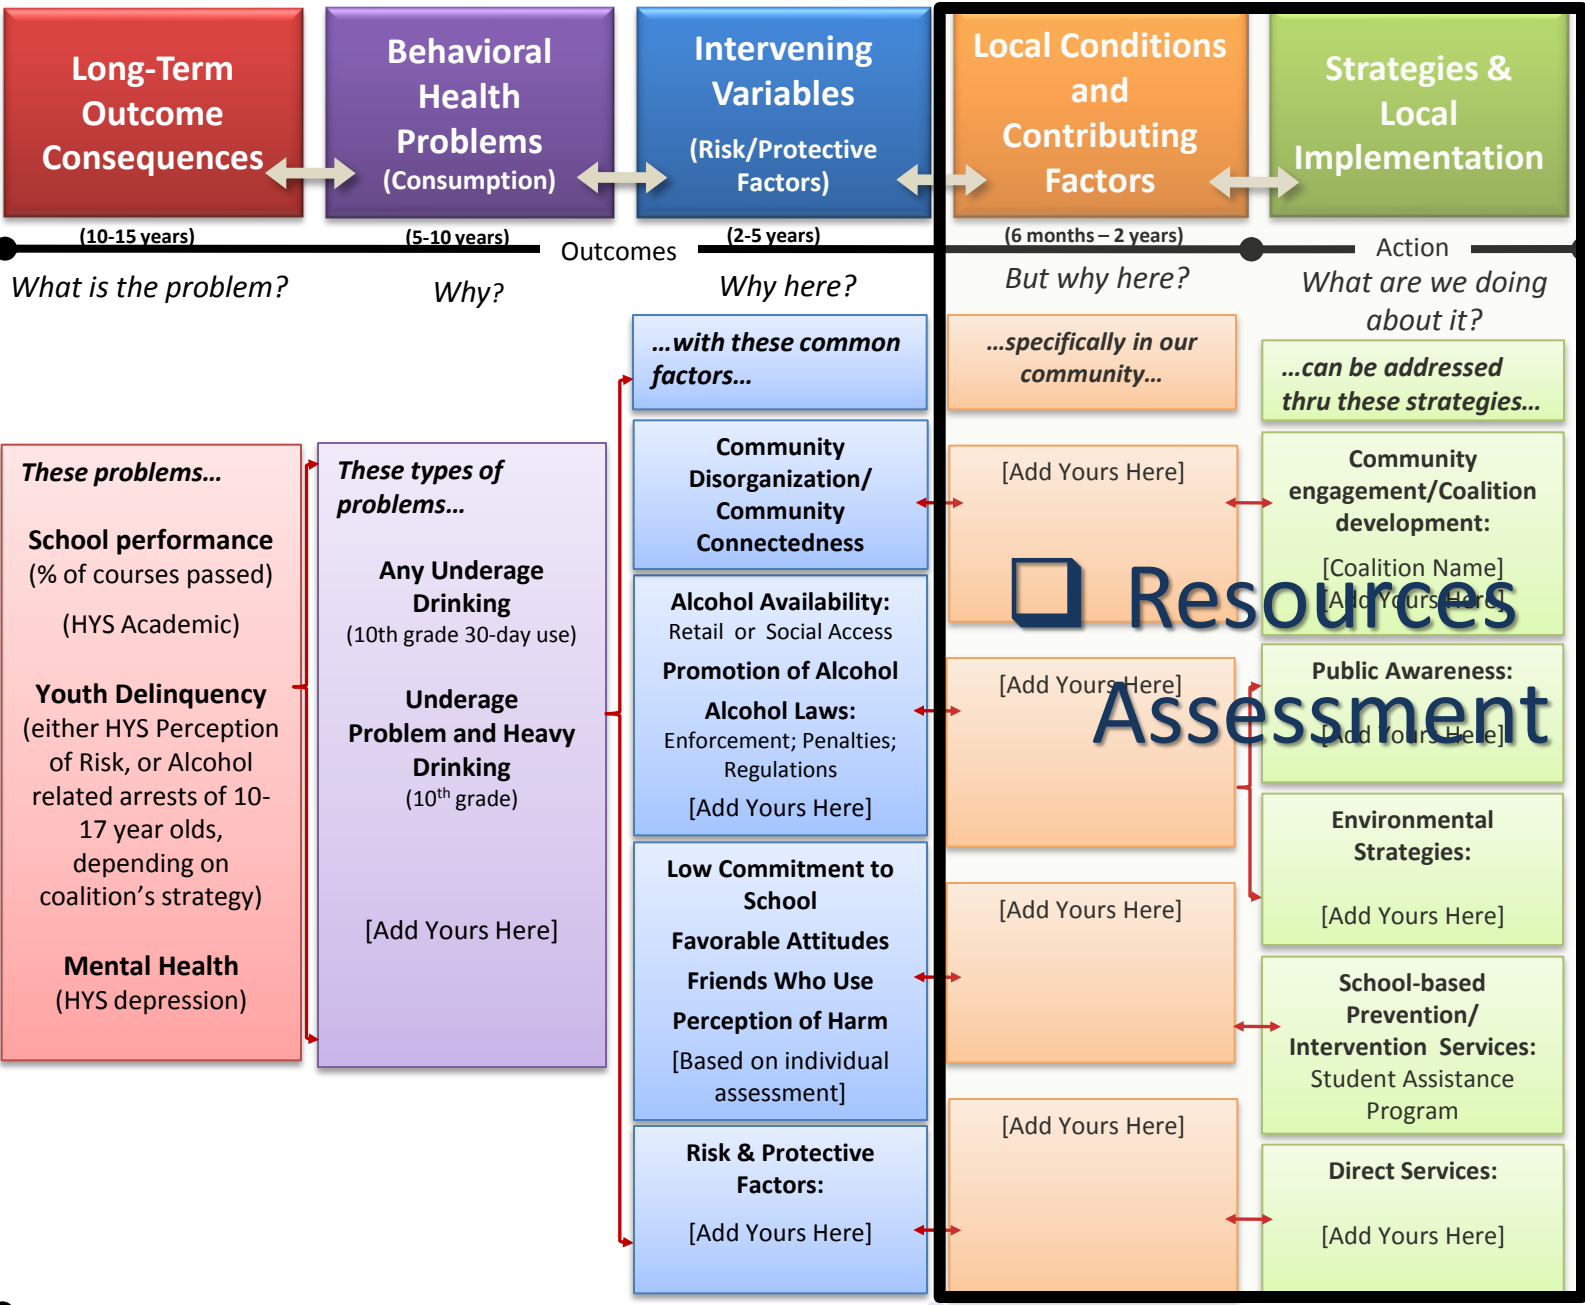 Long-Term
Outcome
Consequences
Behavioral
Health
Problems
(Consumption)
Intervening
Variables
(Risk/Protective
Factors)
Local Conditions
and
Contributing
Factors
Strategies &
Local
Implementation
(10-15 years)
(5-10 years)
Outcomes
(2-5 years)
(6 months – 2 years)
Action
What is the problem?
Why?
Why here?
But why here?
What are we doing
about it?
These problems…
School performance
(% of courses passed)
(HYS Academic)
Youth Delinquency
(either HYS Perception
of Risk, or Alcohol
related arrests of 10-
17 year olds,
depending on
coalition’s strategy)
Mental Health
(HYS depression)
These types of
problems…
Any Underage
Drinking
(10th grade 30-day use)
Underage
Problem and Heavy
Drinking
(10th grade)
[Add Yours Here]
…with these common
factors…
Community
Disorganization/
Community
Connectedness
Alcohol Availability:
Retail or Social Access
Promotion of Alcohol
Alcohol Laws:
Enforcement; Penalties;
Regulations
[Add Yours Here]
Low Commitment to
School
Favorable Attitudes
Friends Who Use
Perception of Harm
[Based on individual
assessment]
Risk & Protective
Factors:
[Add Yours Here]
…specifically in our
community…
[Add Yours Here]
[Add Yours Here]
[Add Yours Here]
[Add Yours Here]
…can be addressed
thru these strategies…
Community
engagement/Coalition
development:
[Coalition Name]
[Add Yours Here]
Public Awareness:
[Add Yours Here]
Environmental
Strategies:
[Add Yours Here]
School-based
Prevention/
Intervention Services:
Student Assistance
Program
Direct Services:
[Add Yours Here]
Resources
Assessment